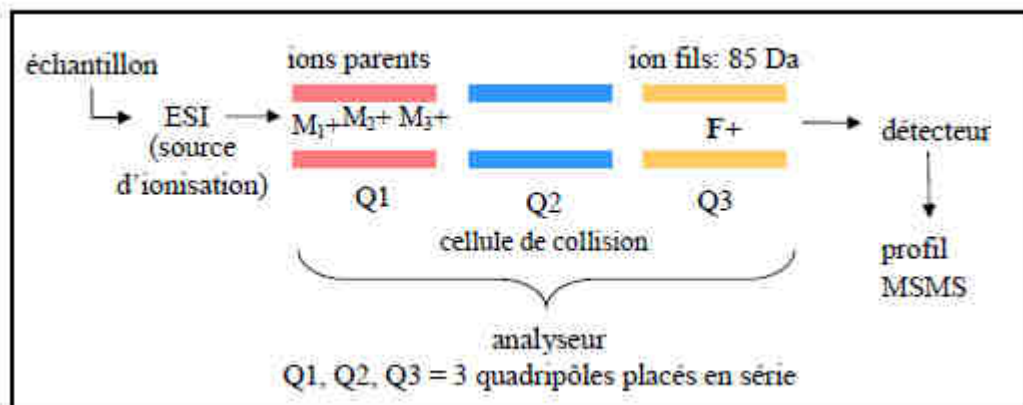 échantillon
ions parents
ion fils: 85 Da
ESI
(source
d'ionisation)
M₁+ M₂+ M₃+
F+
détecteur
Q1
Q2
Q3
cellule de collision
profil
MSMS
analyseur
Q1, Q2, Q3 = 3 quadripôles placés en série